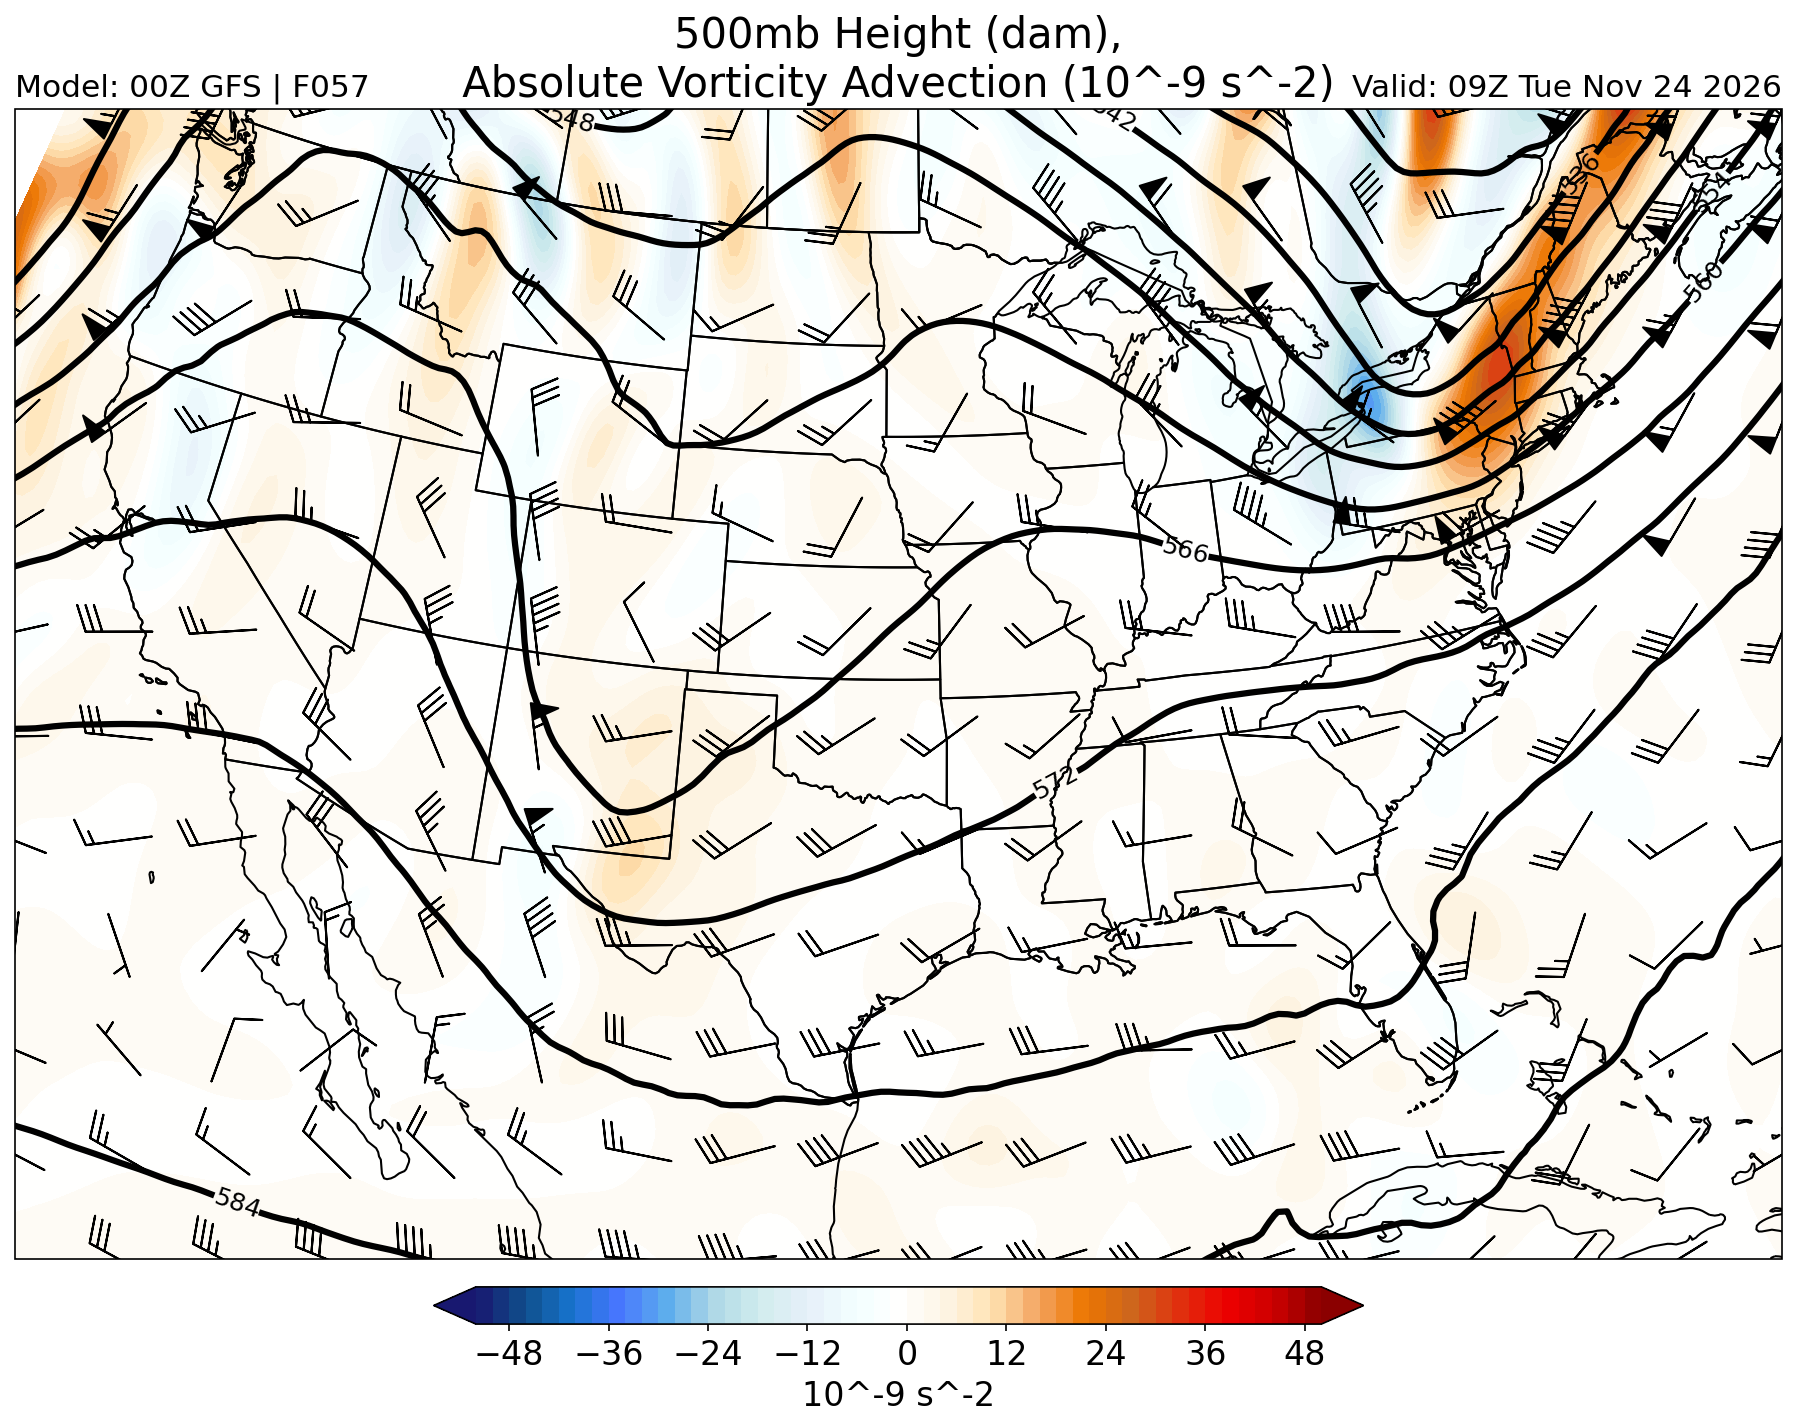 500mb Height (dam),
Model: 00Z GFS | F057
Absolute Vorticity Advection (10^-9 s^-2)
Valid: 09Z Tue Nov 24 2026
548
542
536
554
560
566
572
584
−48 −36 −24 −12 0 12 24 36 48
10^-9 s^-2